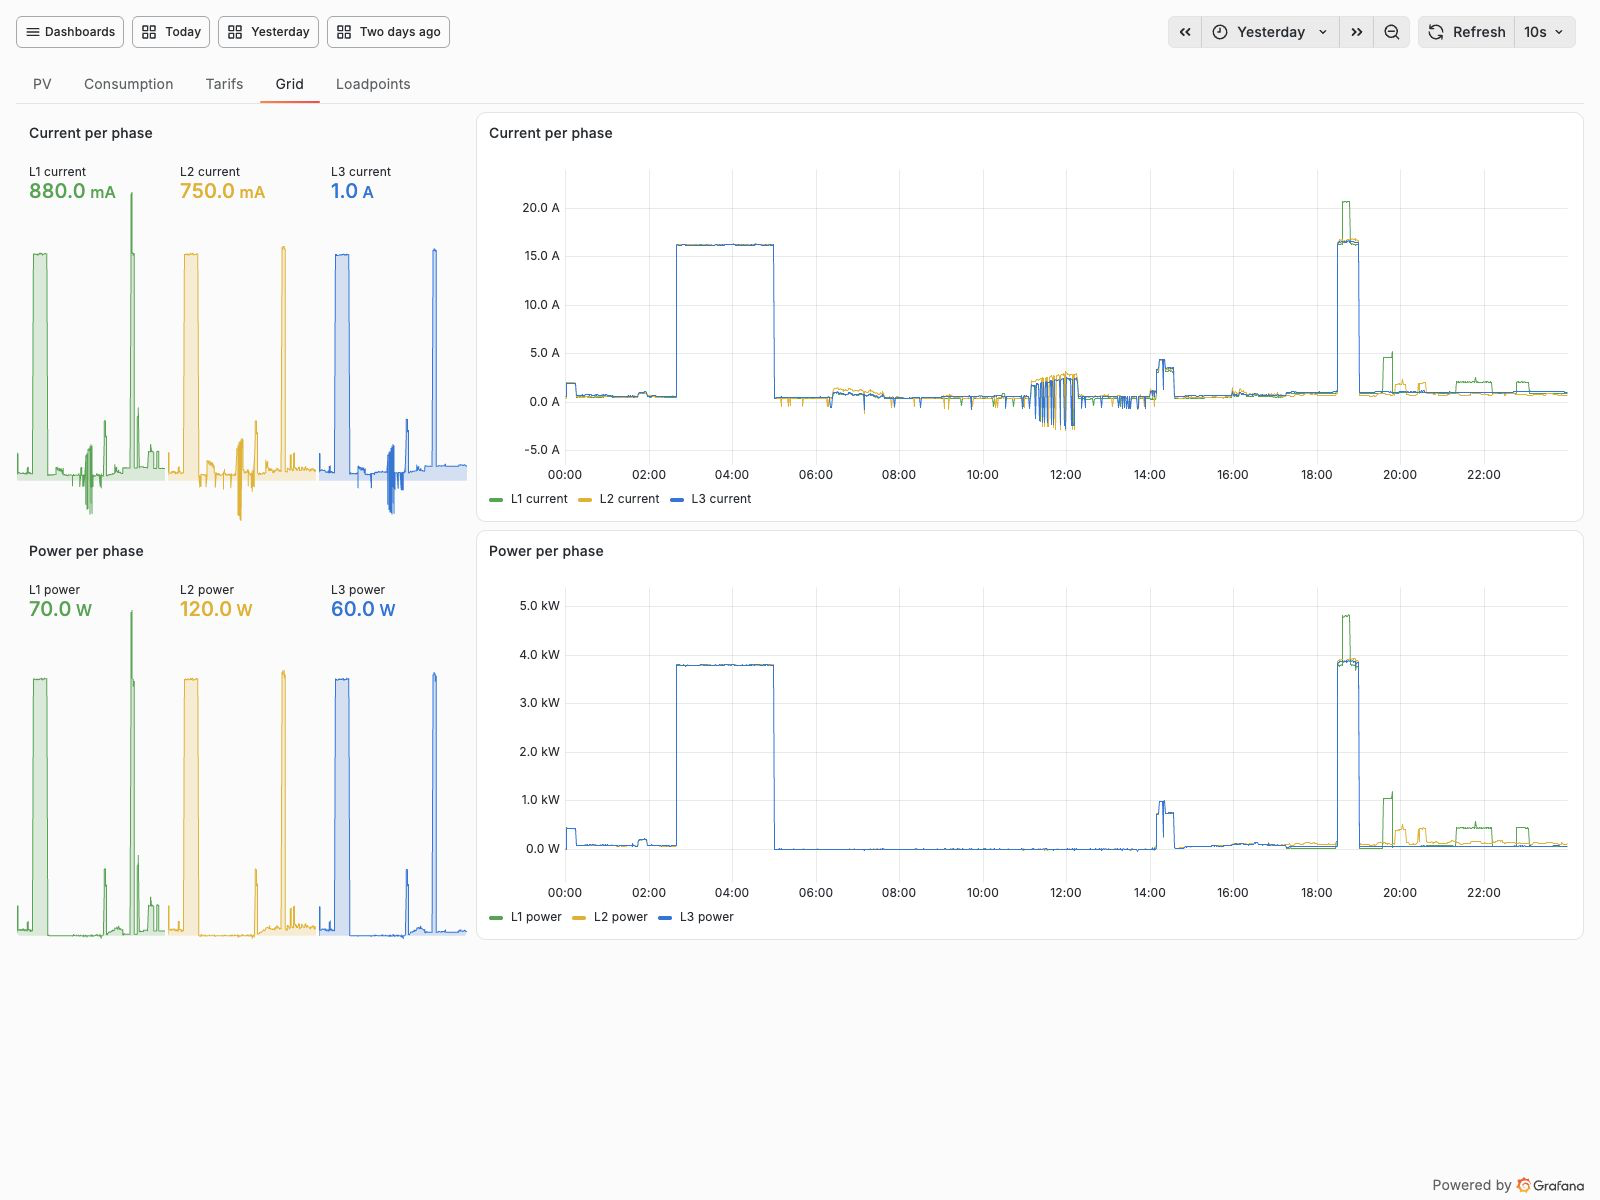 Dashboards Today Yesterday Two days ago Yesterday Refresh 10s
PV Consumption Tarifs Grid Loadpoints
Current per phase
L1 current L2 current L3 current
880.0 mA 750.0 mA 1.0 A
Current per phase
20.0 A
15.0 A
10.0 A
5.0 A
0.0 A
-5.0 A
00:00 02:00 04:00 06:00 08:00 10:00 12:00 14:00 16:00 18:00 20:00 22:00
L1 current L2 current L3 current
Power per phase
L1 power L2 power L3 power
70.0 W 120.0 W 60.0 W
Power per phase
5.0 kW
4.0 kW
3.0 kW
2.0 kW
1.0 kW
0.0 W
00:00 02:00 04:00 06:00 08:00 10:00 12:00 14:00 16:00 18:00 20:00 22:00
L1 power L2 power L3 power
Powered by Grafana